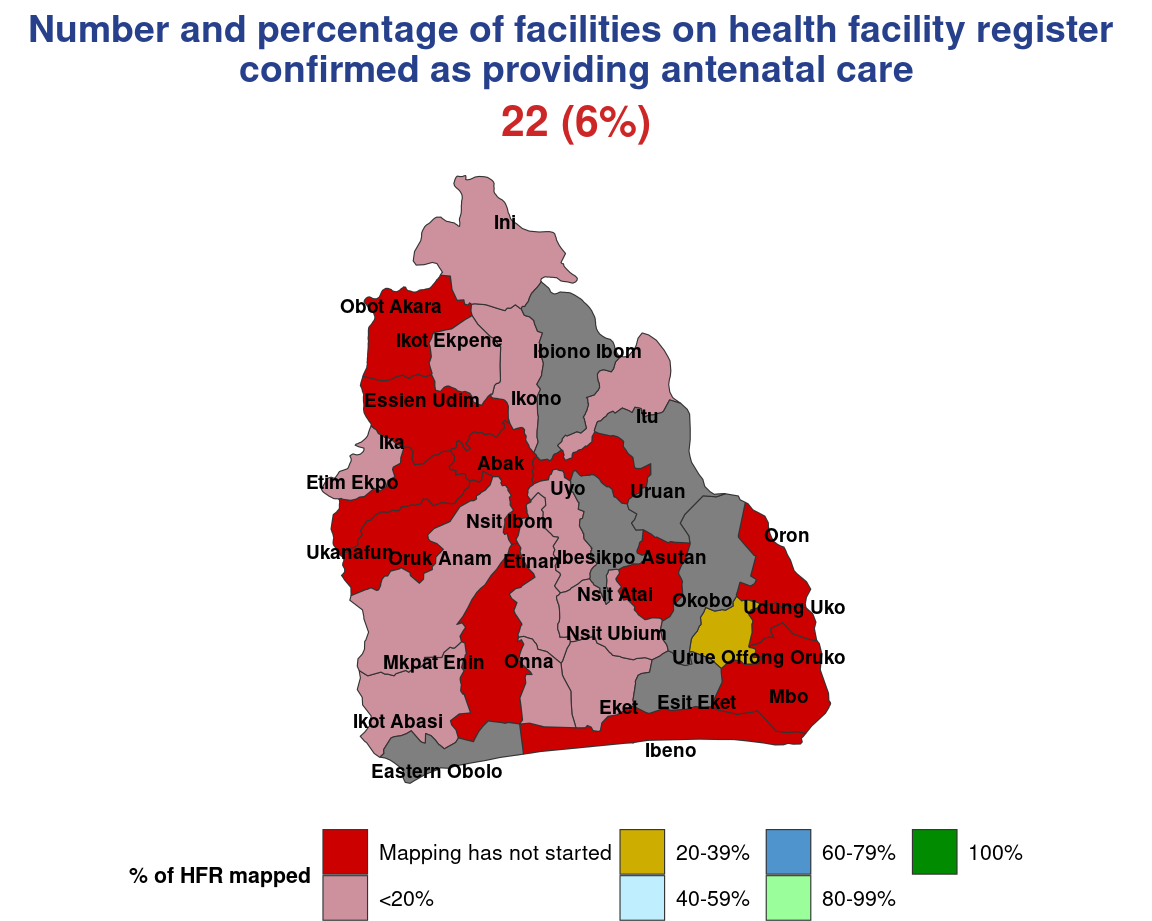 Number and percentage of facilities on health facility register
confirmed as providing antenatal care
22 (6%)
Ini
Obot Akara
Ikot Ekpene
Ibiono Ibom
Essien Udim
Ikono
Itu
Ika
Abak
Etim Ekpo
Uyo
Uruan
Nsit Ibom
Oron
Ukanafun
Oruk Anam
Etinan
Ibesikpo Asutan
Nsit Atai
Okobo
Udung Uko
Nsit Ubium
Mkpat Enin
Onna
Urue Offong Oruko
Mbo
Esit Eket
Eket
Ikot Abasi
Ibeno
Eastern Obolo
% of HFR mapped
Mapping has not started
<20%
20-39%
40-59%
60-79%
80-99%
100%